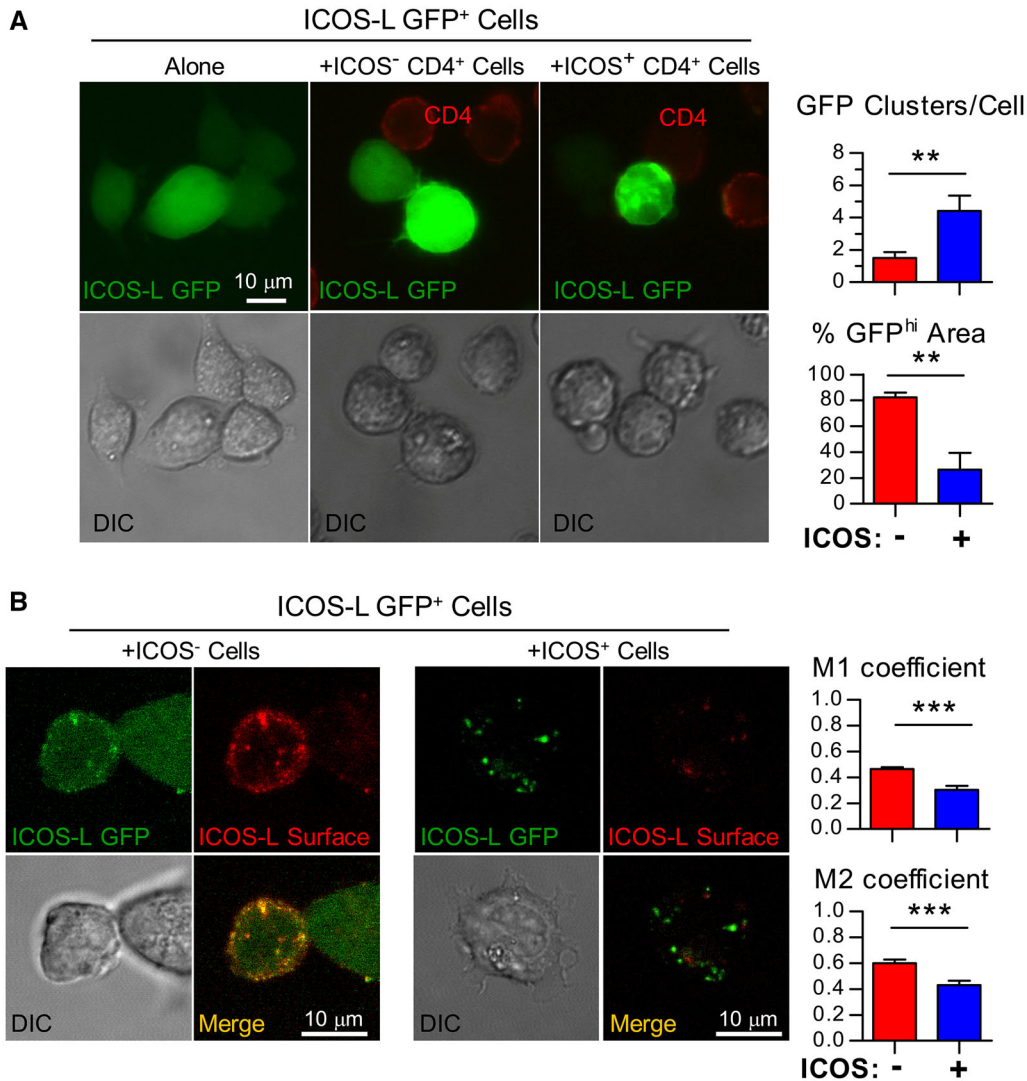 A
ICOS-L GFP⁺ Cells
Alone
+ICOS⁻ CD4⁺ Cells
+ICOS⁺ CD4⁺ Cells
CD4
CD4
ICOS-L GFP
10 μm
ICOS-L GFP
ICOS-L GFP
DIC
DIC
DIC
GFP Clusters/Cell
8
6
4
2
0
**
% GFPʰⁱ Area
100
80
60
40
20
0
**
ICOS: - +
B
ICOS-L GFP⁺ Cells
+ICOS⁻ Cells
+ICOS⁺ Cells
ICOS-L GFP
ICOS-L Surface
ICOS-L GFP
ICOS-L Surface
DIC
Merge
10 μm
DIC
Merge
10 μm
M1 coefficient
1.0
0.8
0.6
0.4
0.2
0.0
***
M2 coefficient
1.0
0.8
0.6
0.4
0.2
0.0
***
ICOS: - +